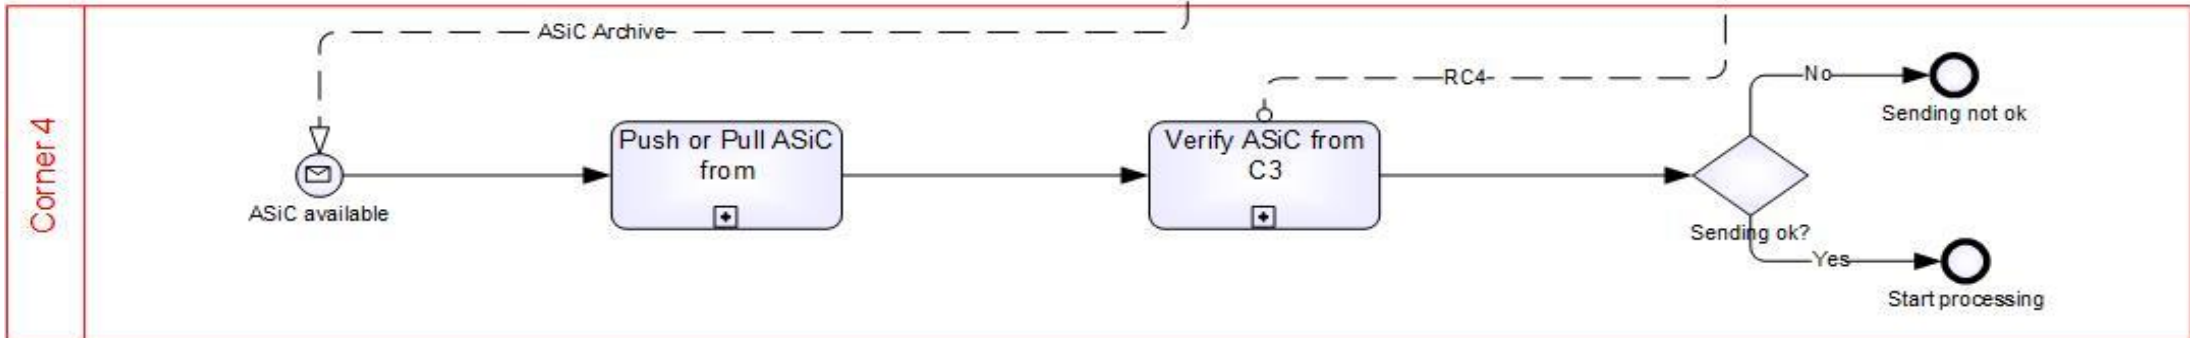 Corner 4
ASiC Archive
RC4
ASiC available
Push or Pull ASiC
from
Verify ASiC from
C3
Sending ok?
No
Sending not ok
Yes
Start processing